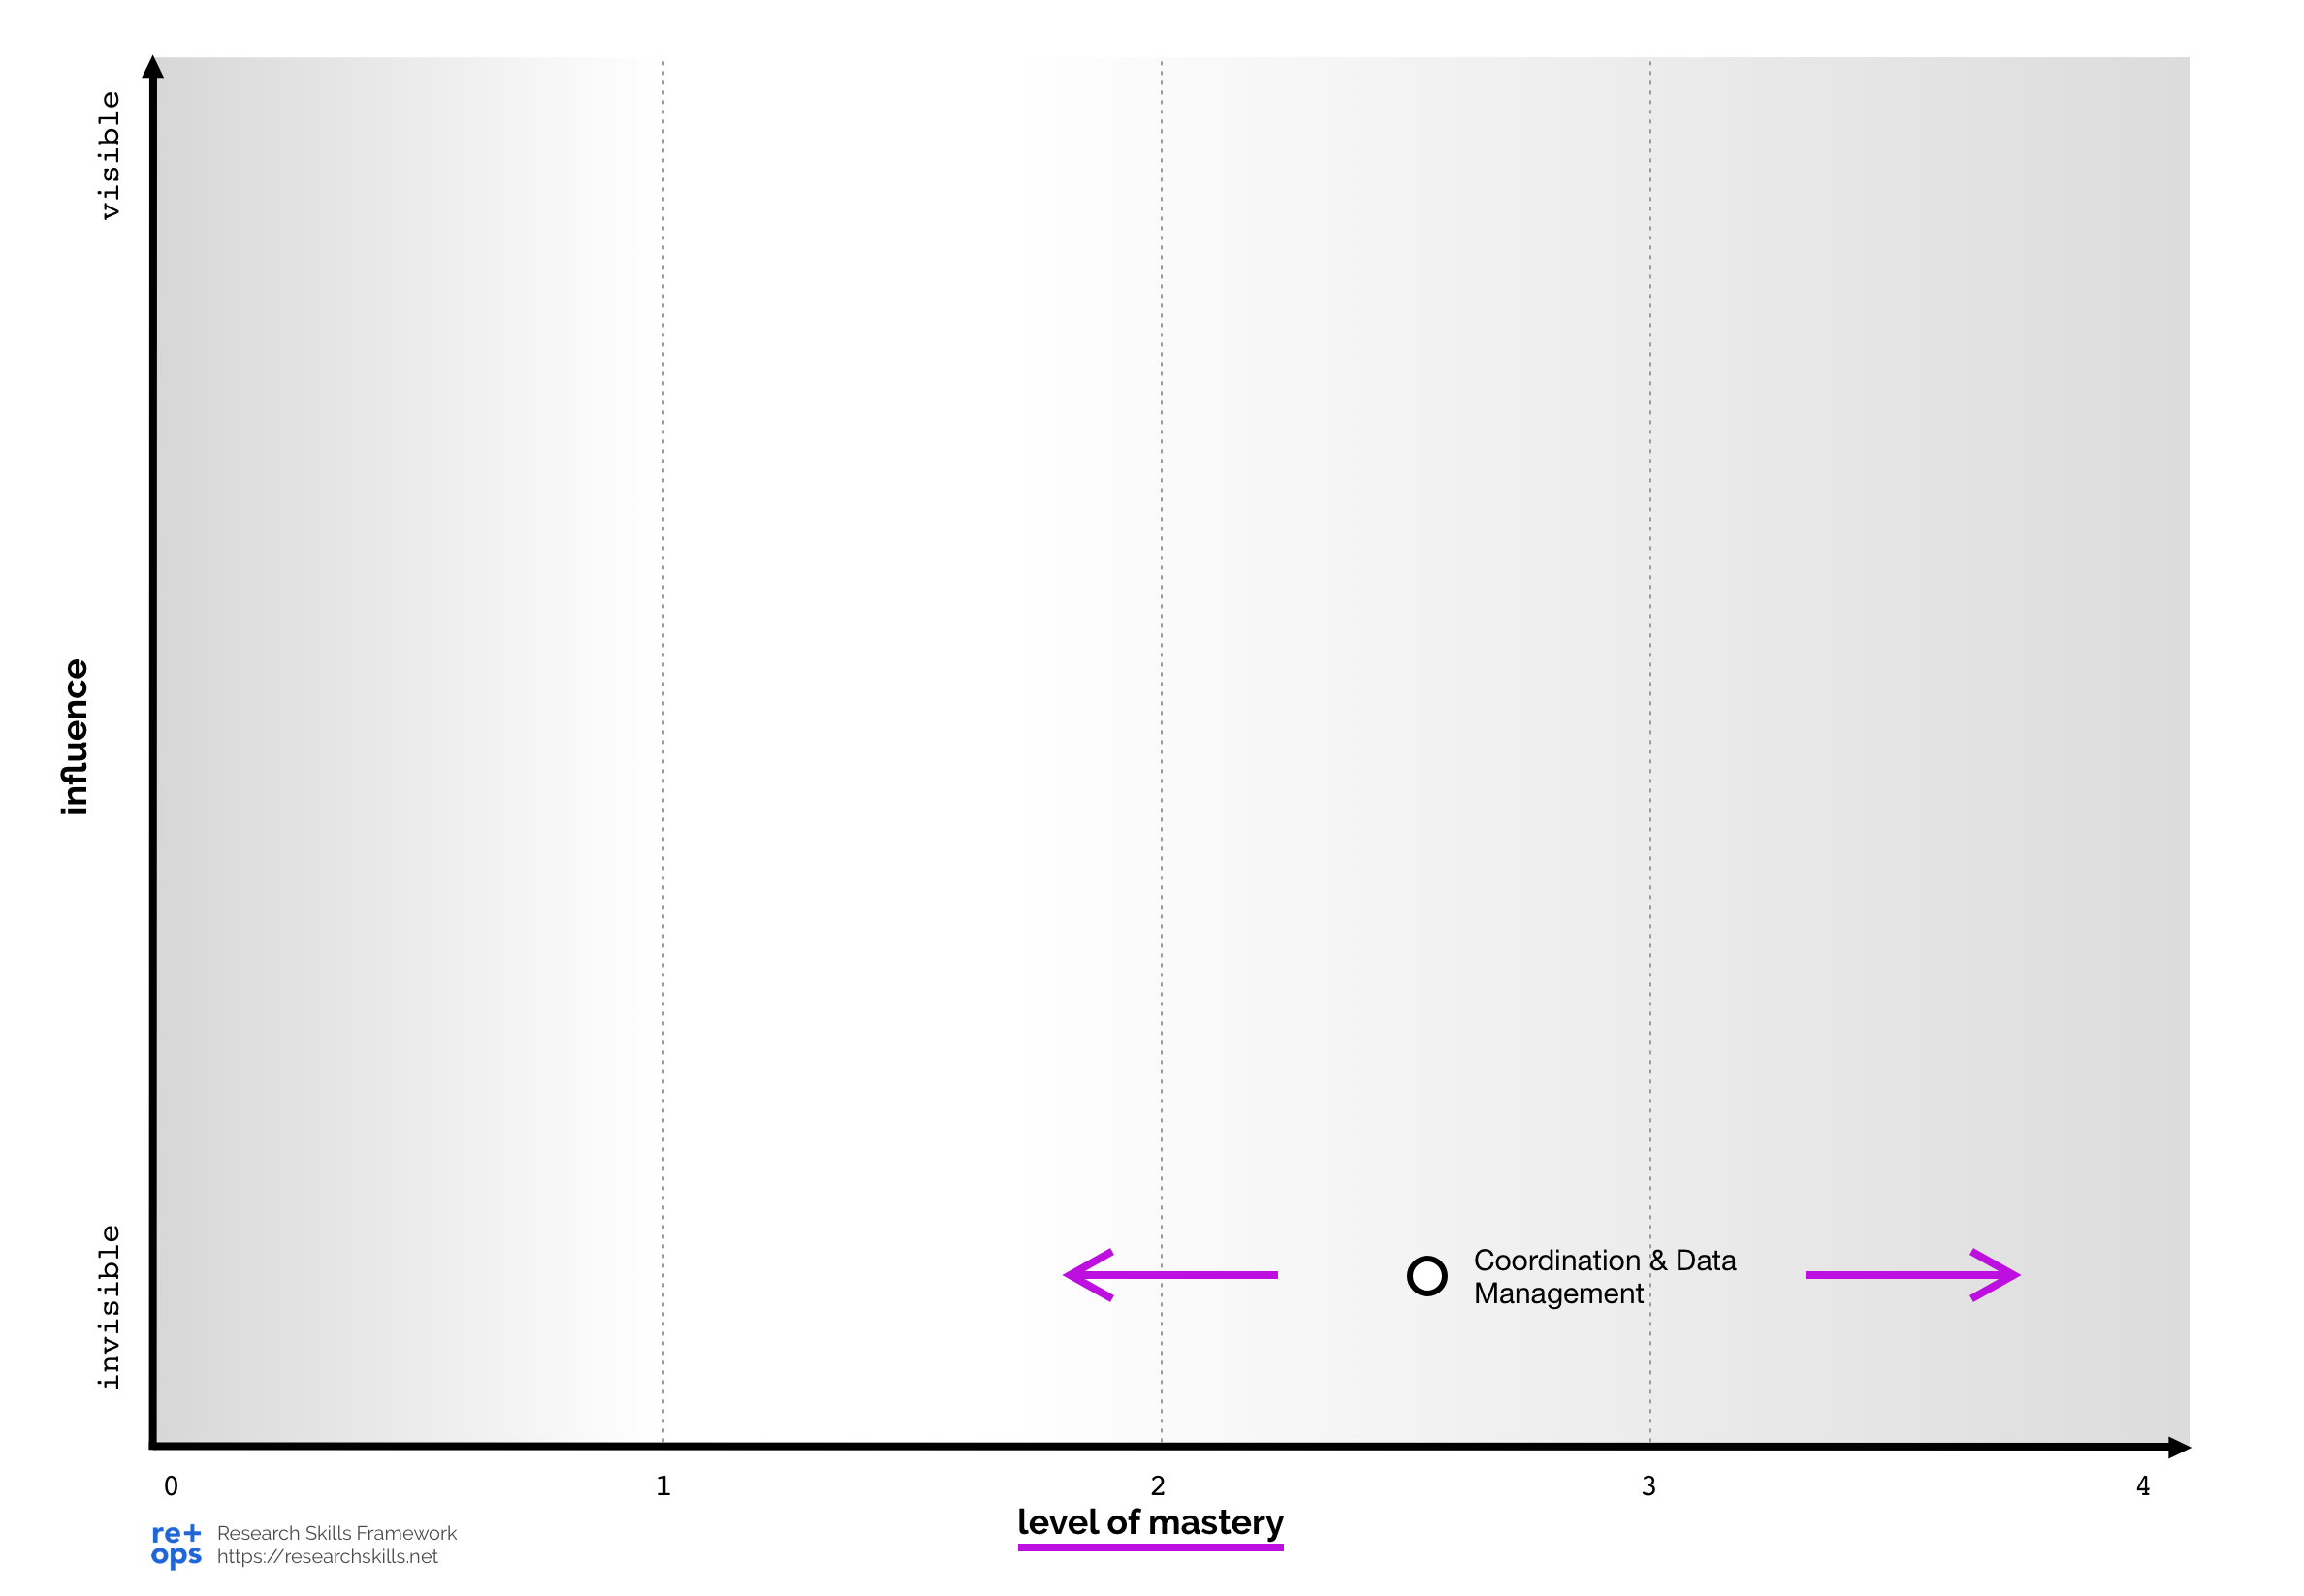 visible
influence
invisible
Coordination & Data
Management
0 1 2 3 4
level of mastery
re+
ops
Research Skills Framework
https://researchskills.net